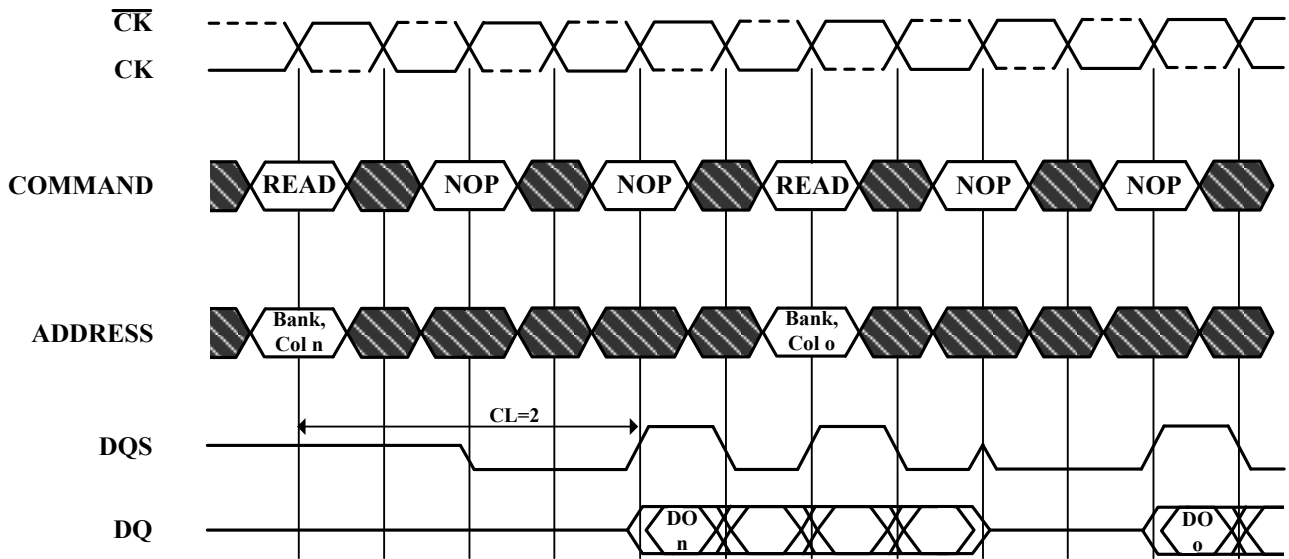 C̅K̅
CK
COMMAND
READ
NOP
NOP
READ
NOP
NOP
ADDRESS
Bank,
Col n
Bank,
Col o
CL=2
DQS
DQ
DO
n
DO
o